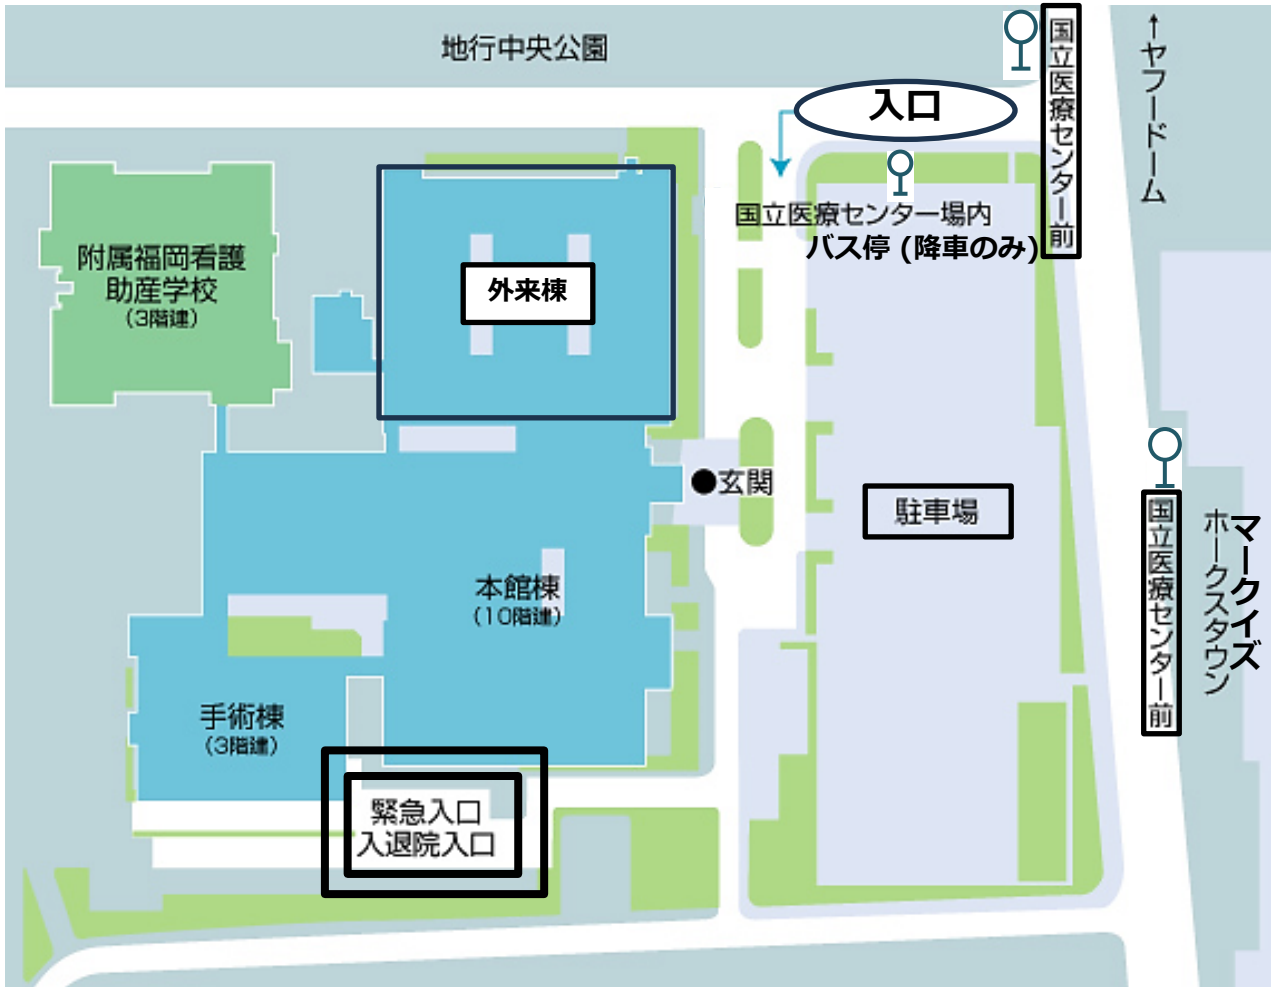 地行中央公園
国立医療センター前
↑ヤフードーム
入口
国立医療センター場内
バス停 (降車のみ)
附属福岡看護
助産学校
(3階建)
外来棟
●玄関
駐車場
国立医療センター前
マークイズ
ホークスタウン
本館棟
(10階建)
手術棟
(3階建)
緊急入口
入退院入口